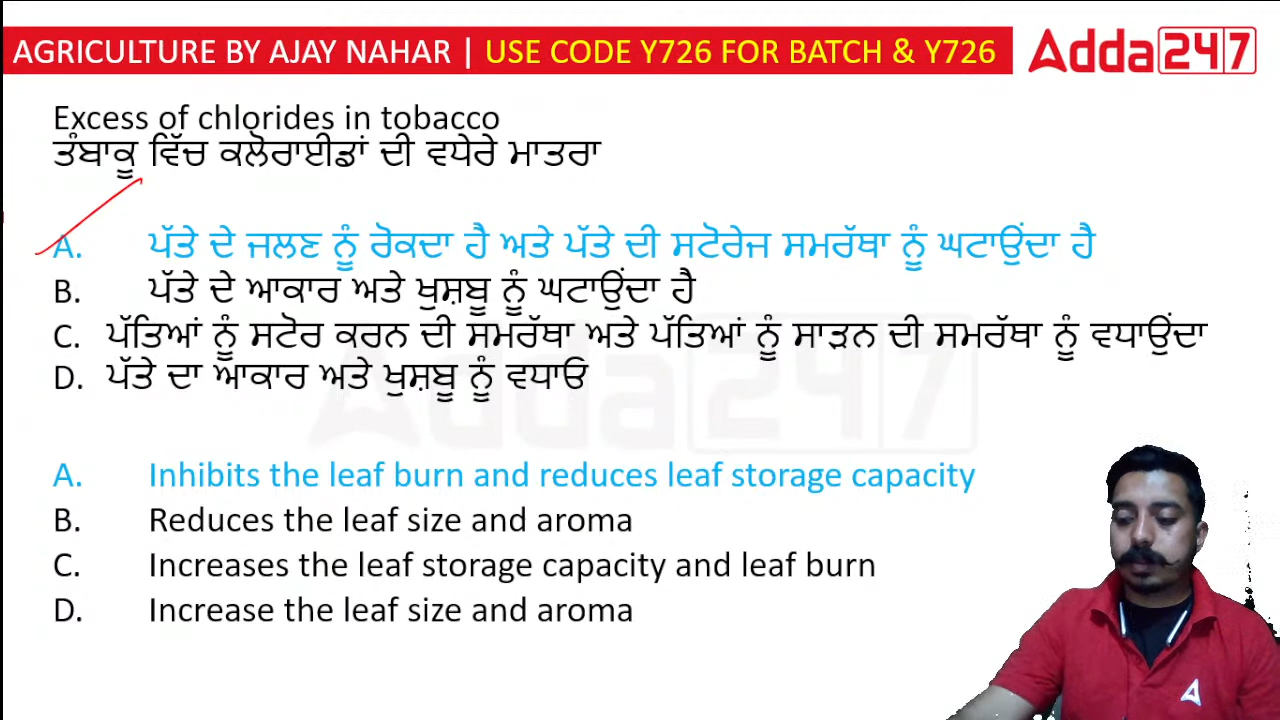 AGRICULTURE BY AJAY NAHAR | USE CODE Y726 FOR BATCH & Y726
Adda247
Excess of chlorides in tobacco
ਤੰਬਾਕੂ ਵਿੱਚ ਕਲੋਰਾਈਡਾਂ ਦੀ ਵਧੇਰੇ ਮਾਤਰਾ
A. ਪੱਤੇ ਦੇ ਜਲਣ ਨੂੰ ਰੋਕਦਾ ਹੈ ਅਤੇ ਪੱਤੇ ਦੀ ਸਟੋਰੇਜ ਸਮਰੱਥਾ ਨੂੰ ਘਟਾਉਂਦਾ ਹੈ
B. ਪੱਤੇ ਦੇ ਆਕਾਰ ਅਤੇ ਖੁਸ਼ਬੂ ਨੂੰ ਘਟਾਉਂਦਾ ਹੈ
C. ਪੱਤਿਆਂ ਨੂੰ ਸਟੋਰ ਕਰਨ ਦੀ ਸਮਰੱਥਾ ਅਤੇ ਪੱਤਿਆਂ ਨੂੰ ਸਾੜਨ ਦੀ ਸਮਰੱਥਾ ਨੂੰ ਵਧਾਉਂਦਾ
D. ਪੱਤੇ ਦਾ ਆਕਾਰ ਅਤੇ ਖੁਸ਼ਬੂ ਨੂੰ ਵਧਾਓ
Adda247
A. Inhibits the leaf burn and reduces leaf storage capacity
B. Reduces the leaf size and aroma
C. Increases the leaf storage capacity and leaf burn
D. Increase the leaf size and aroma